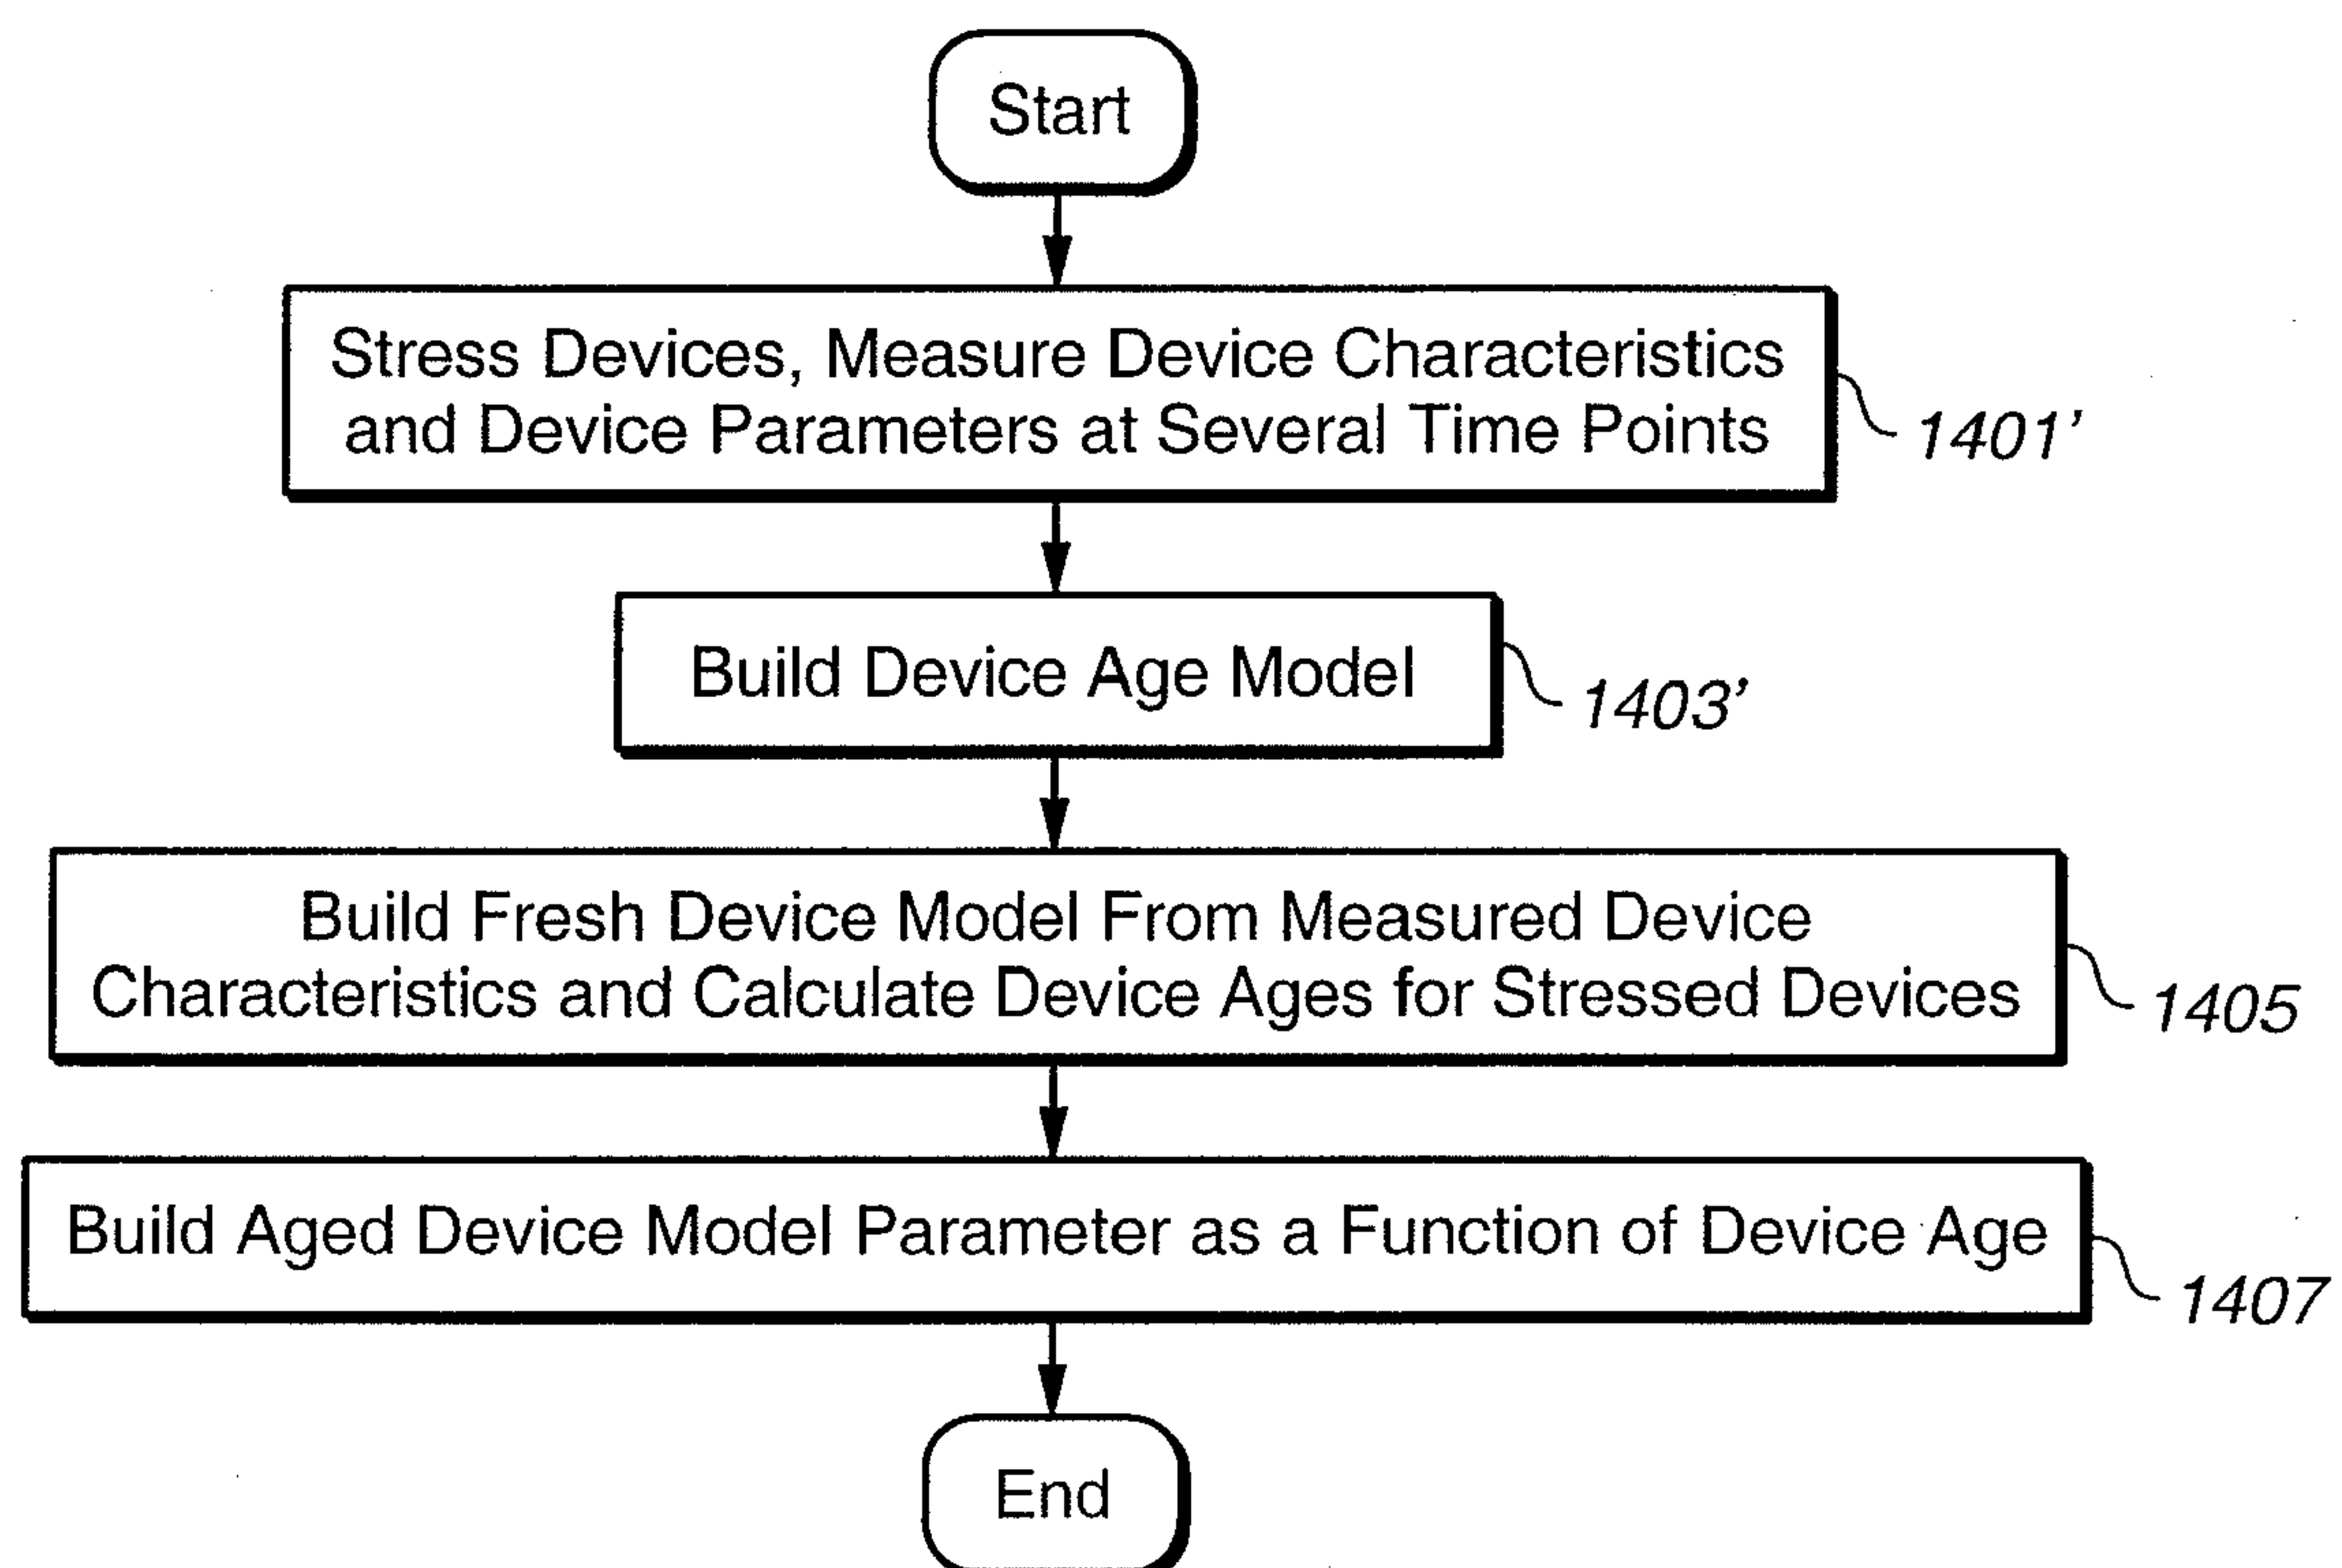 Start
Stress Devices, Measure Device Characteristics
and Device Parameters at Several Time Points
1401'
Build Device Age Model
1403'
Build Fresh Device Model From Measured Device
Characteristics and Calculate Device Ages for Stressed Devices
1405
Build Aged Device Model Parameter as a Function of Device Age
1407
End